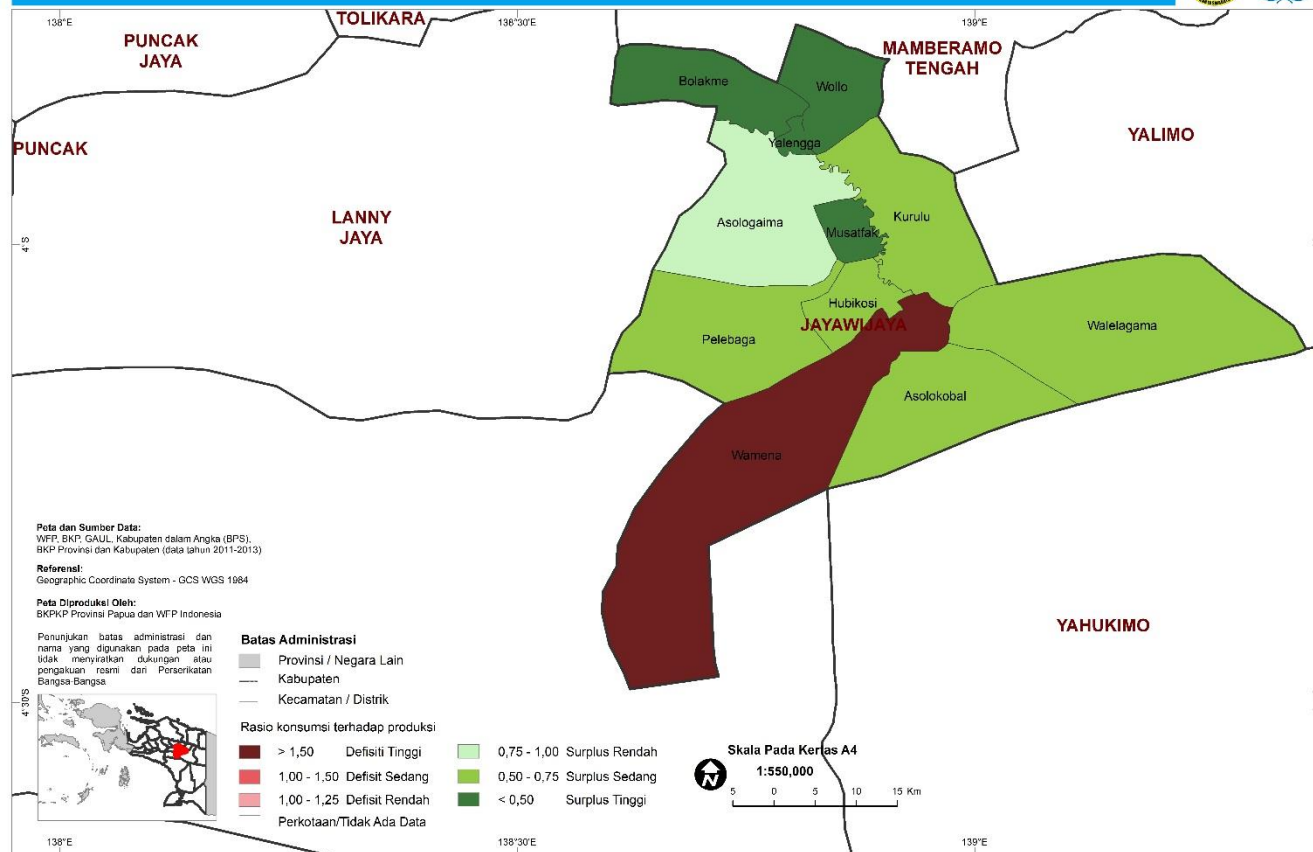 138°E
138°30'E
139°E
TOLIKARA
PUNCAK
JAYA
MAMBERAMO
TENGAH
Bolakme
Wollo
YALIMO
PUNCAK
Yalengga
LANNY
JAYA
Asologaima
Kurulu
Musatfak
4°S
Hubikosi
JAYAWIJAYA
Walelagama
Pelebaga
Asolokobal
Wamena
YAHUKIMO
Peta dan Sumber Data:
WFP, BKP, GAUL, Kabupaten dalam Angka (BPS),
BKP Provinsi dan Kabupaten (data tahun 2011-2013)
Referensi:
Geographic Coordinate System - GCS WGS 1984
Peta Diproduksi Oleh:
BKPKP Provinsi Papua dan WFP Indonesia
Penunjukan batas administrasi dan
nama yang digunakan pada peta ini
tidak menyiratkan dukungan atau
pengakuan resmi dari Perserikatan
Bangsa-Bangsa
4°30'S
Batas Administrasi
Provinsi / Negara Lain
Kabupaten
Kecamatan / Distrik
Rasio konsumsi terhadap produksi
> 1,50 Defisiti Tinggi
1,00 - 1,50 Defisit Sedang
1,00 - 1,25 Defisit Rendah
Perkotaan/Tidak Ada Data
0,75 - 1,00 Surplus Rendah
0,50 - 0,75 Surplus Sedang
< 0,50 Surplus Tinggi
N
Skala Pada Kertas A4
1:550,000
5 0 5 10 15 Km
138°E
138°30'E
139°E